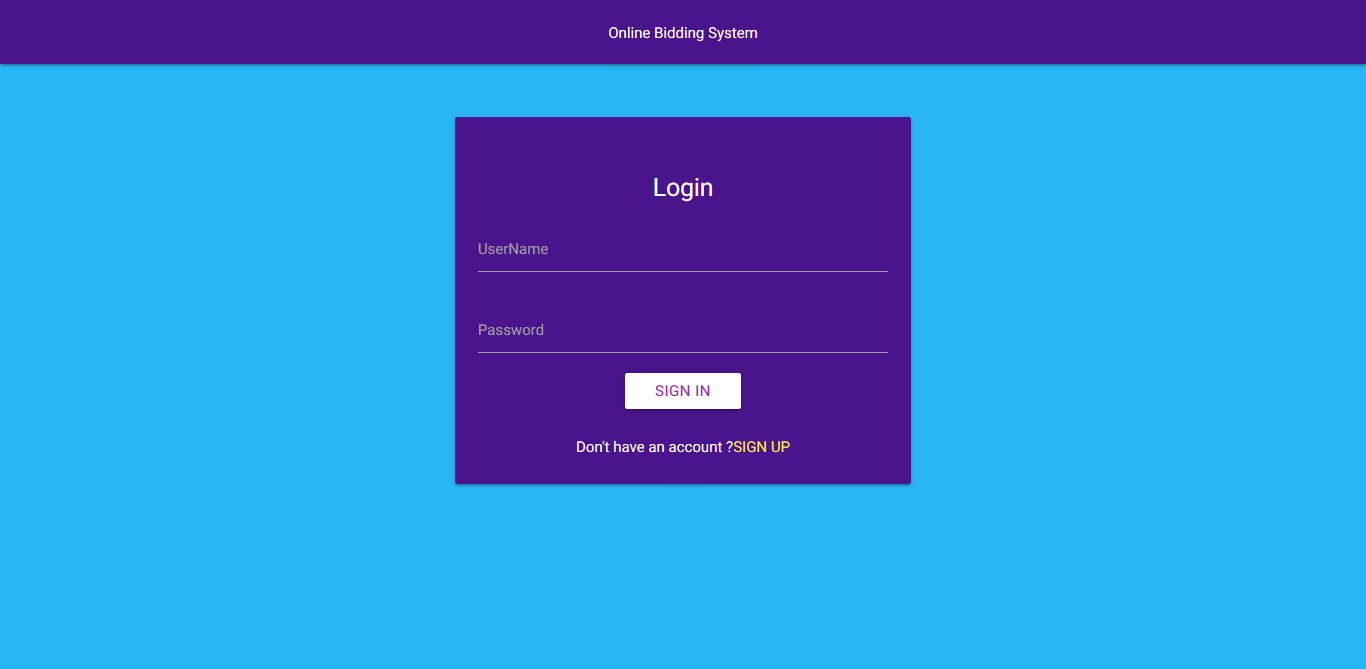 Online Bidding System
Login
UserName
Password
SIGN IN
Don't have an account ?SIGN UP